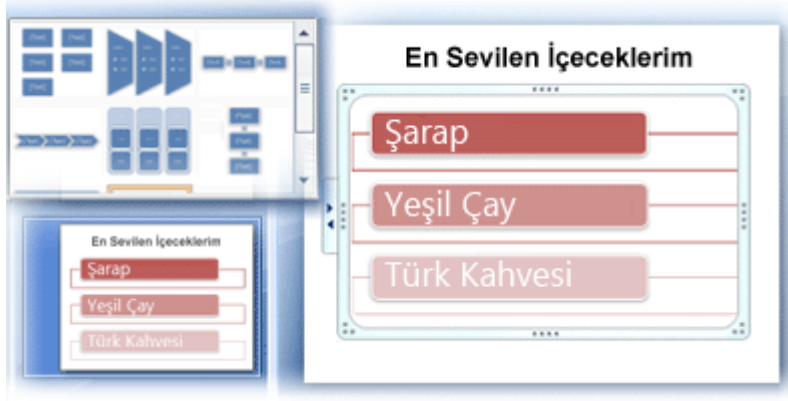 En Sevilen İçeceklerim
Şarap
Yeşil Çay
Türk Kahvesi
En Sevilen İçeceklerim
Şarap
Yeşil Çay
Türk Kahvesi